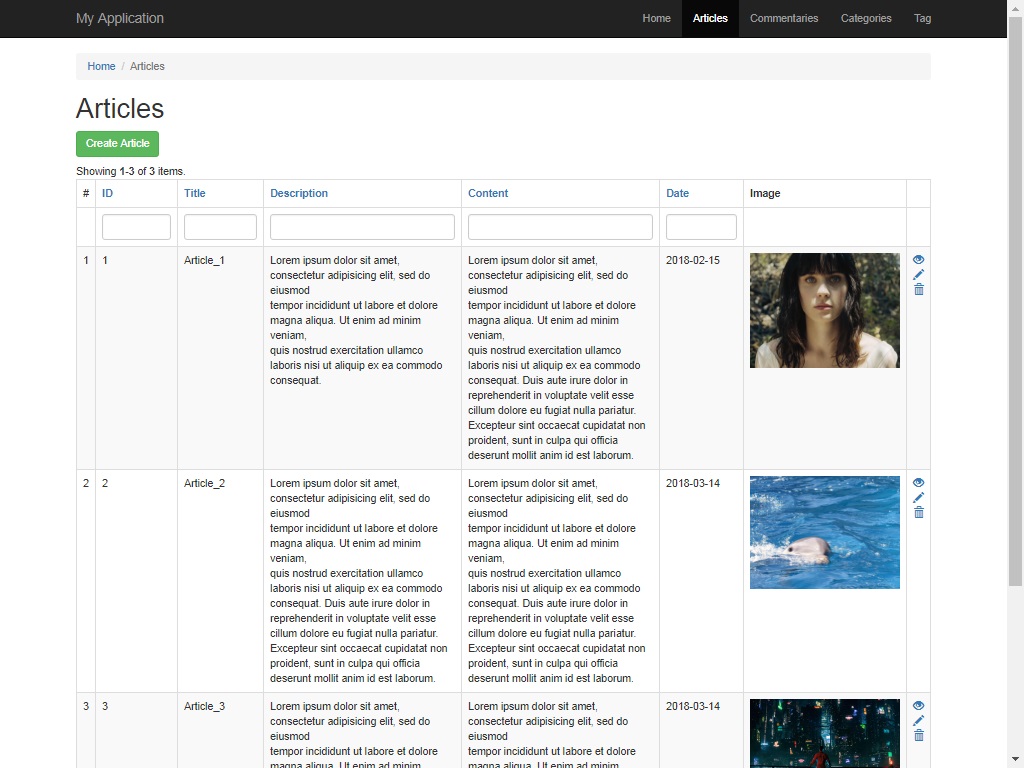 My Application Home Articles Commentaries Categories Tag
Home / Articles
Articles
Create Article
Showing 1-3 of 3 items.
# ID Title Description Content Date Image
1 1 Article_1
Lorem ipsum dolor sit amet,
consectetur adipisicing elit, sed do
eiusmod
tempor incididunt ut labore et dolore
magna aliqua. Ut enim ad minim
veniam,
quis nostrud exercitation ullamco
laboris nisi ut aliquip ex ea commodo
consequat.
Lorem ipsum dolor sit amet,
consectetur adipisicing elit, sed do
eiusmod
tempor incididunt ut labore et dolore
magna aliqua. Ut enim ad minim
veniam,
quis nostrud exercitation ullamco
laboris nisi ut aliquip ex ea commodo
consequat. Duis aute irure dolor in
reprehenderit in voluptate velit esse
cillum dolore eu fugiat nulla pariatur.
Excepteur sint occaecat cupidatat non
proident, sunt in culpa qui officia
deserunt mollit anim id est laborum.
2018-02-15
2 2 Article_2
Lorem ipsum dolor sit amet,
consectetur adipisicing elit, sed do
eiusmod
tempor incididunt ut labore et dolore
magna aliqua. Ut enim ad minim
veniam,
quis nostrud exercitation ullamco
laboris nisi ut aliquip ex ea commodo
consequat. Duis aute irure dolor in
reprehenderit in voluptate velit esse
cillum dolore eu fugiat nulla pariatur.
Excepteur sint occaecat cupidatat non
proident, sunt in culpa qui officia
deserunt mollit anim id est laborum.
Lorem ipsum dolor sit amet,
consectetur adipisicing elit, sed do
eiusmod
tempor incididunt ut labore et dolore
magna aliqua. Ut enim ad minim
veniam,
quis nostrud exercitation ullamco
laboris nisi ut aliquip ex ea commodo
consequat. Duis aute irure dolor in
reprehenderit in voluptate velit esse
cillum dolore eu fugiat nulla pariatur.
Excepteur sint occaecat cupidatat non
proident, sunt in culpa qui officia
deserunt mollit anim id est laborum.
2018-03-14
3 3 Article_3
Lorem ipsum dolor sit amet,
consectetur adipisicing elit, sed do
eiusmod
tempor incididunt ut labore et dolore
magna aliqua. Ut enim ad minim
Lorem ipsum dolor sit amet,
consectetur adipisicing elit, sed do
eiusmod
tempor incididunt ut labore et dolore
magna aliqua. Ut enim ad minim
2018-03-14